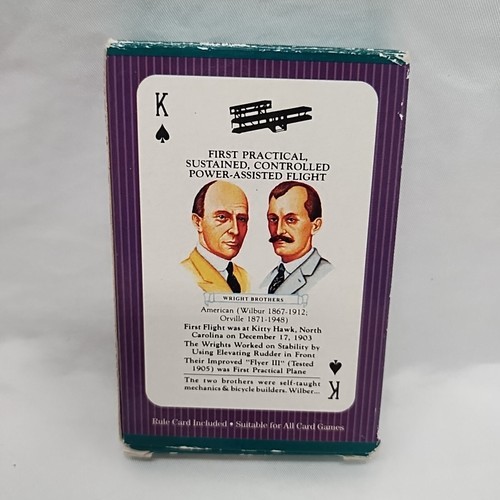 K
FIRST PRACTICAL,
SUSTAINED, CONTROLLED
POWER-ASSISTED FLIGHT
WRIGHT BROTHERS
American (Wilbur 1867-1912;
Orville 1871-1948)
First Flight was at Kitty Hawk, North
Carolina on December 17, 1903
The Wrights Worked on Stability by
Using Elevating Rudder in Front
Their Improved "Flyer III" (Tested
1905) was First Practical Plane
The two brothers were self-taught
mechanics & bicycle builders. Wilber...
K
Rule Card Included • Suitable for All Card Games